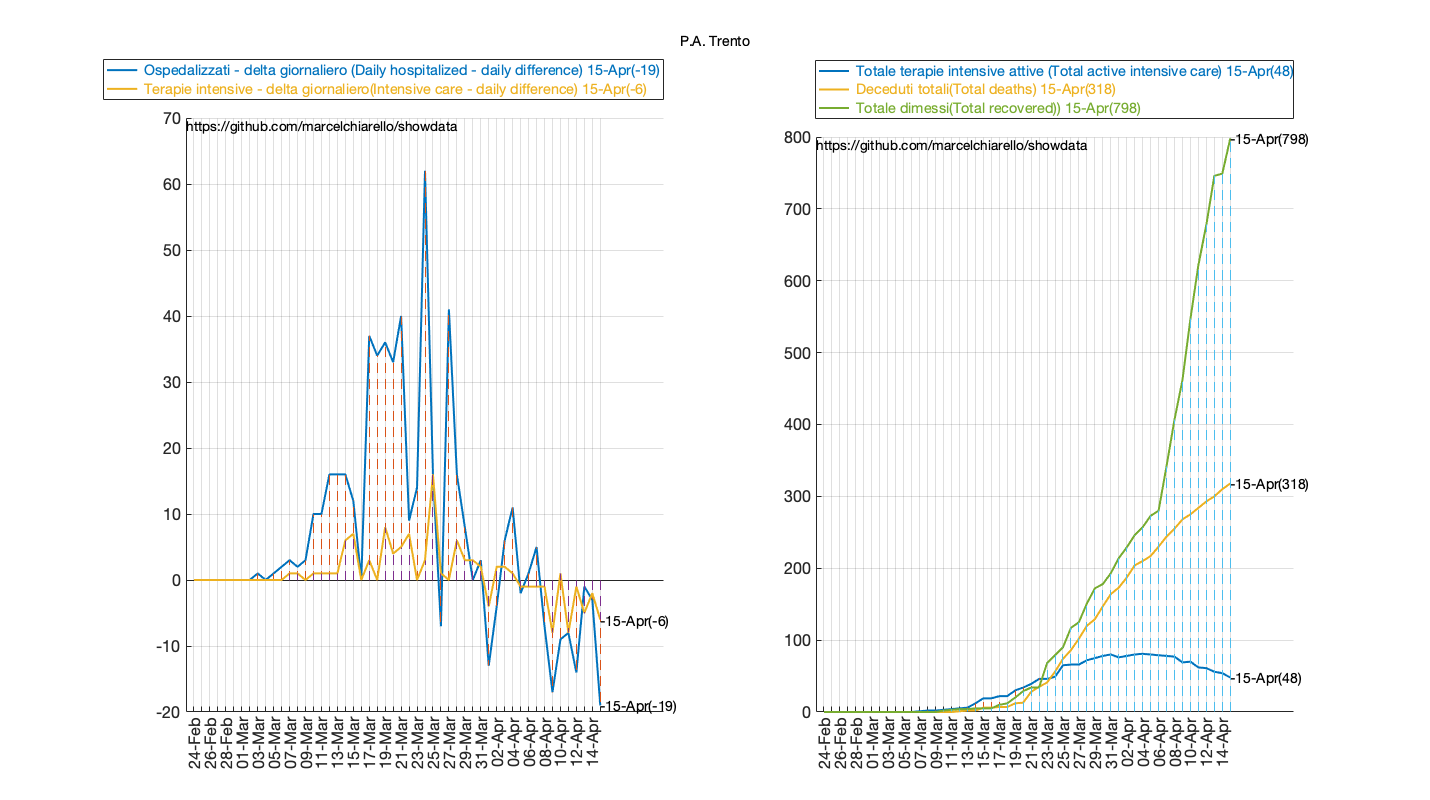 P.A. Trento
Ospedalizzati - delta giornaliero (Daily hospitalized - daily difference) 15-Apr(-19)
Terapie intensive - delta giornaliero(Intensive care - daily difference) 15-Apr(-6)
https://github.com/marcelchiarello/showdata
70
60
50
40
30
20
10
0
-10
-20
-15-Apr(-6)
-15-Apr(-19)
24-Feb
26-Feb
28-Feb
01-Mar
03-Mar
05-Mar
07-Mar
09-Mar
11-Mar
13-Mar
15-Mar
17-Mar
19-Mar
21-Mar
23-Mar
25-Mar
27-Mar
29-Mar
31-Mar
02-Apr
04-Apr
06-Apr
08-Apr
10-Apr
12-Apr
14-Apr
Totale terapie intensive attive (Total active intensive care) 15-Apr(48)
Deceduti totali(Total deaths) 15-Apr(318)
Totale dimessi(Total recovered)) 15-Apr(798)
https://github.com/marcelchiarello/showdata
800
700
600
500
400
300
200
100
0
-15-Apr(798)
-15-Apr(318)
-15-Apr(48)
24-Feb
26-Feb
28-Feb
01-Mar
03-Mar
05-Mar
07-Mar
09-Mar
11-Mar
13-Mar
15-Mar
17-Mar
19-Mar
21-Mar
23-Mar
25-Mar
27-Mar
29-Mar
31-Mar
02-Apr
04-Apr
06-Apr
08-Apr
10-Apr
12-Apr
14-Apr